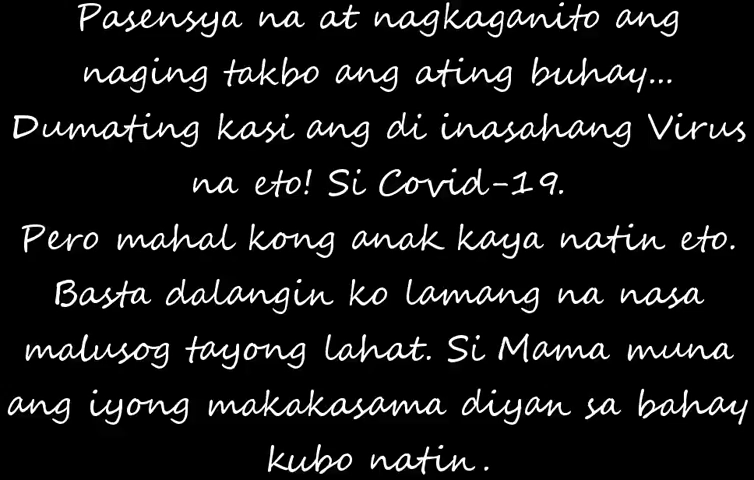 Pasensya na at nagkaganito ang
naging takbo ang ating buhay...
Dumating kasi ang di inasahang Virus
na eto! Si Covid-19.
Pero mahal kong anak kaya natin eto.
Basta dalangin ko lamang na nasa
malusog tayong lahat. Si Mama muna
ang iyong makakasama diyan sa bahay
kubo natin.